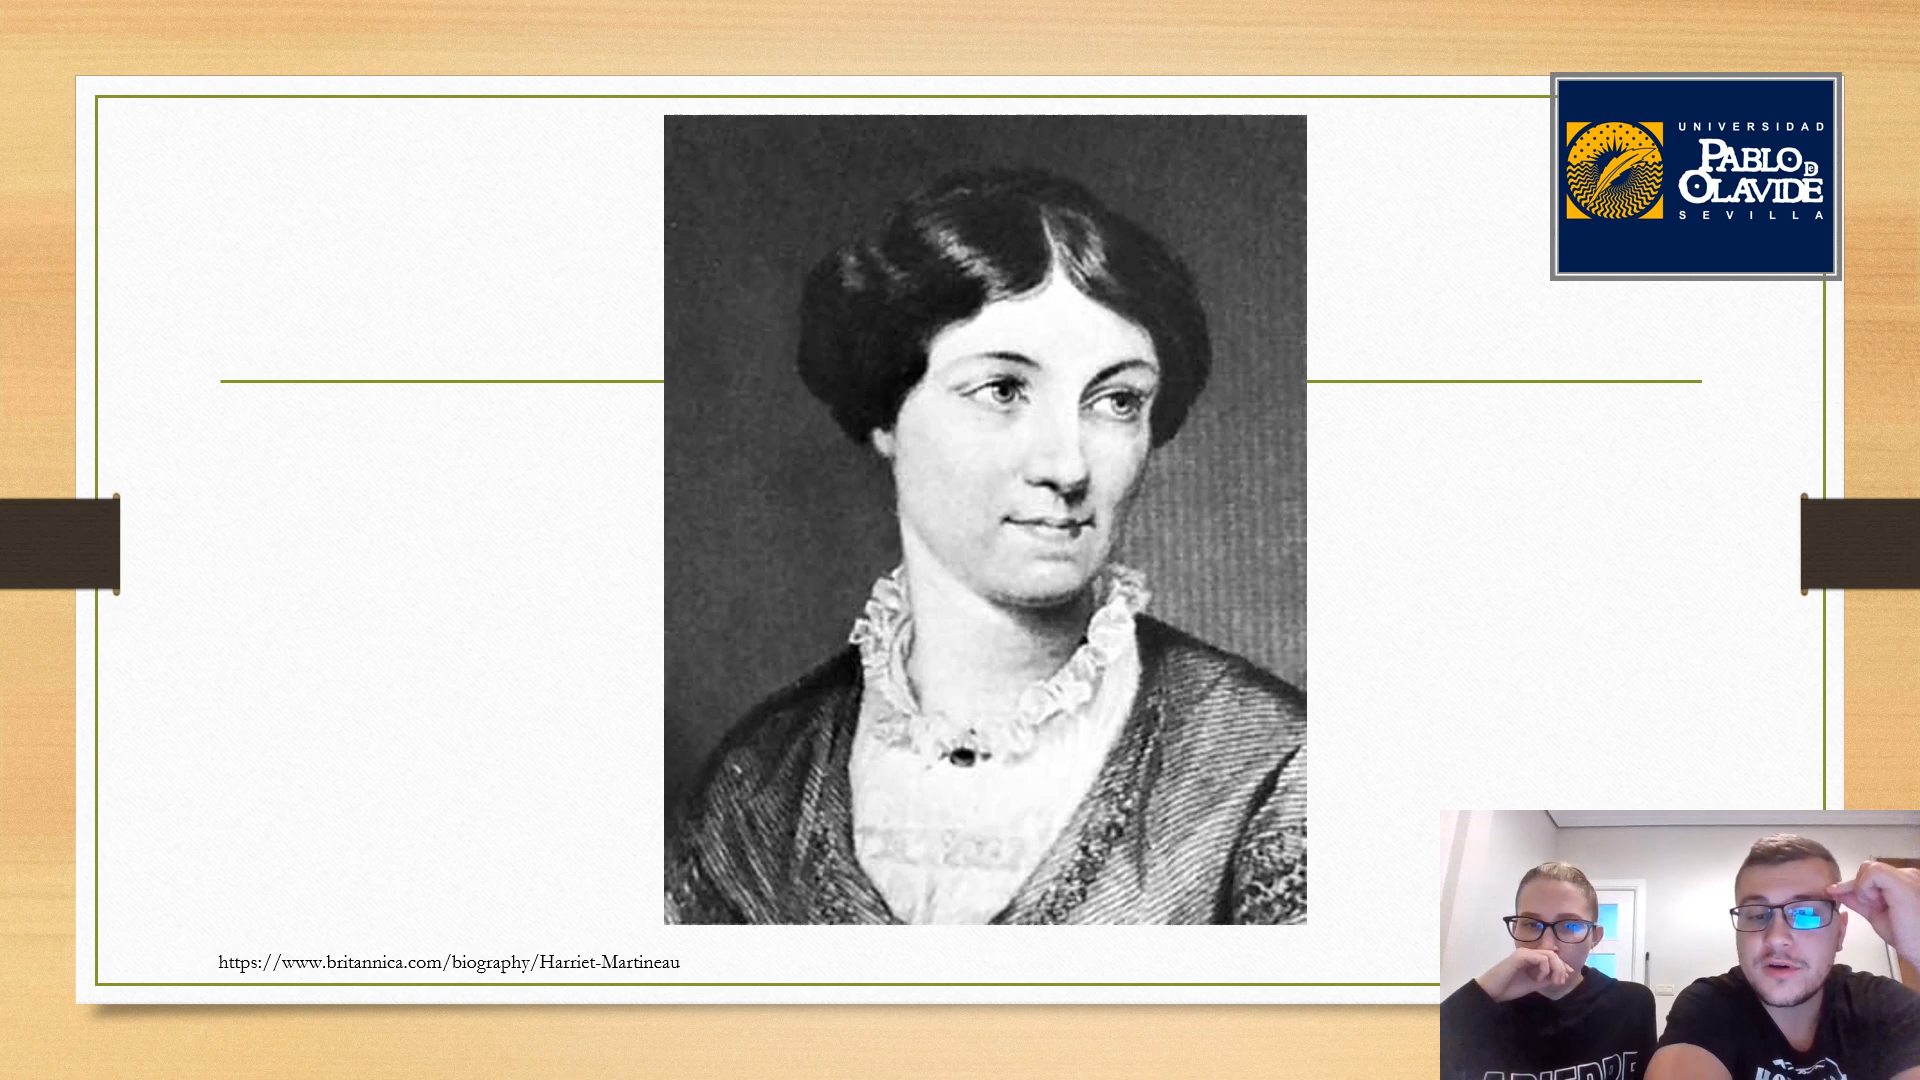 UNIVERSIDAD
PABLO DE
OLAVIDE
SEVILLA
https://www.britannica.com/biography/Harriet-Martineau